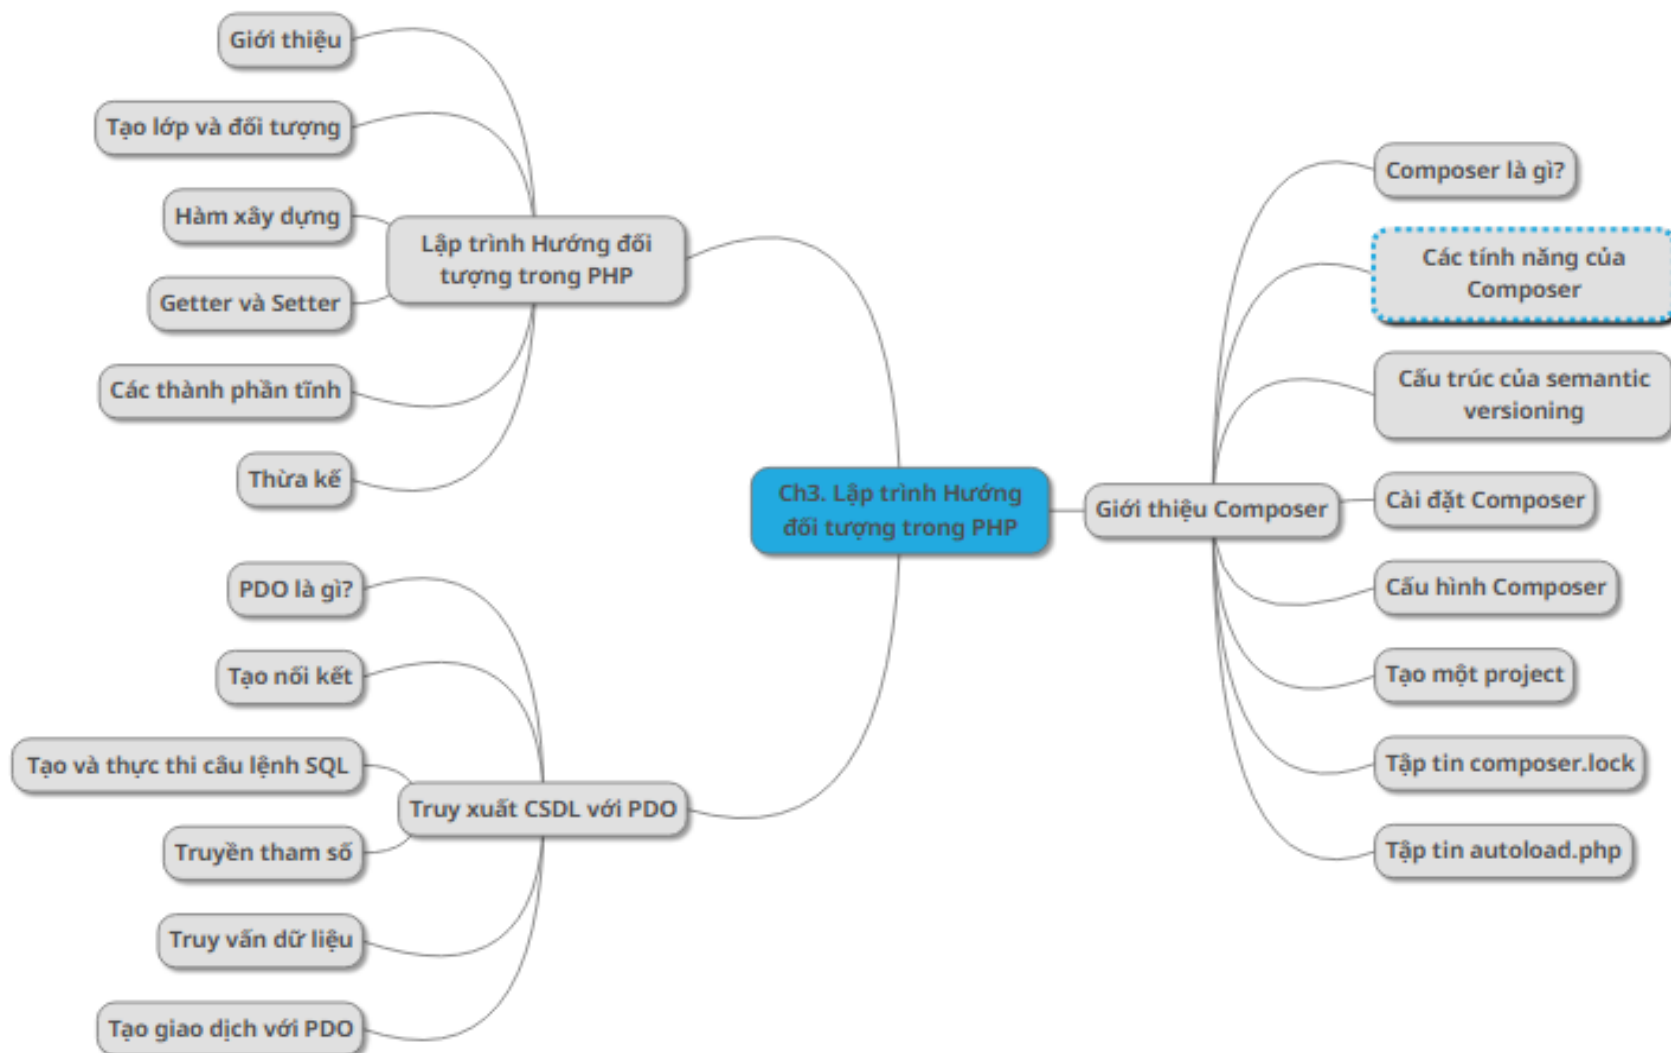 Giới thiệu
Tạo lớp và đối tượng
Hàm xây dựng
Getter và Setter
Các thành phần tĩnh
Thừa kế
Lập trình Hướng đối
tượng trong PHP
PDO là gì?
Tạo nối kết
Tạo và thực thi câu lệnh SQL
Truyền tham số
Truy vấn dữ liệu
Tạo giao dịch với PDO
Truy xuất CSDL với PDO
Ch3. Lập trình Hướng
đối tượng trong PHP
Giới thiệu Composer
Composer là gì?
Các tính năng của
Composer
Cấu trúc của semantic
versioning
Cài đặt Composer
Cấu hình Composer
Tạo một project
Tập tin composer.lock
Tập tin autoload.php